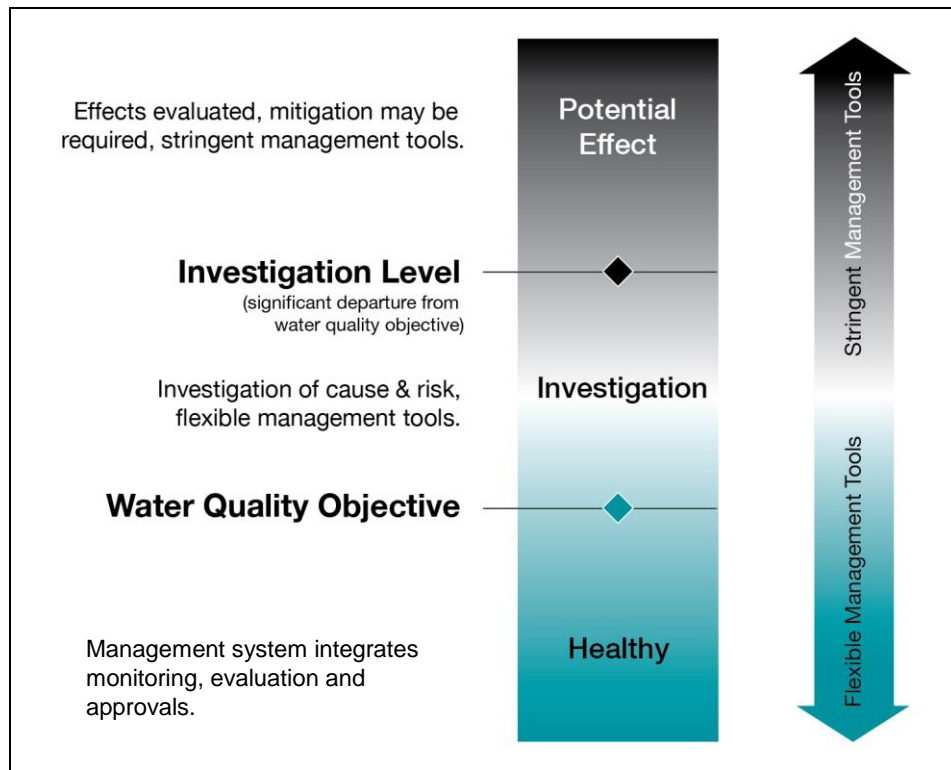 Effects evaluated, mitigation may be
required, stringent management tools.
Potential
Effect
Investigation Level
(significant departure from
water quality objective)
Investigation of cause & risk,
flexible management tools.
Investigation
Water Quality Objective
Management system integrates
monitoring, evaluation and
approvals.
Healthy
Stringent Management Tools
Flexible Management Tools